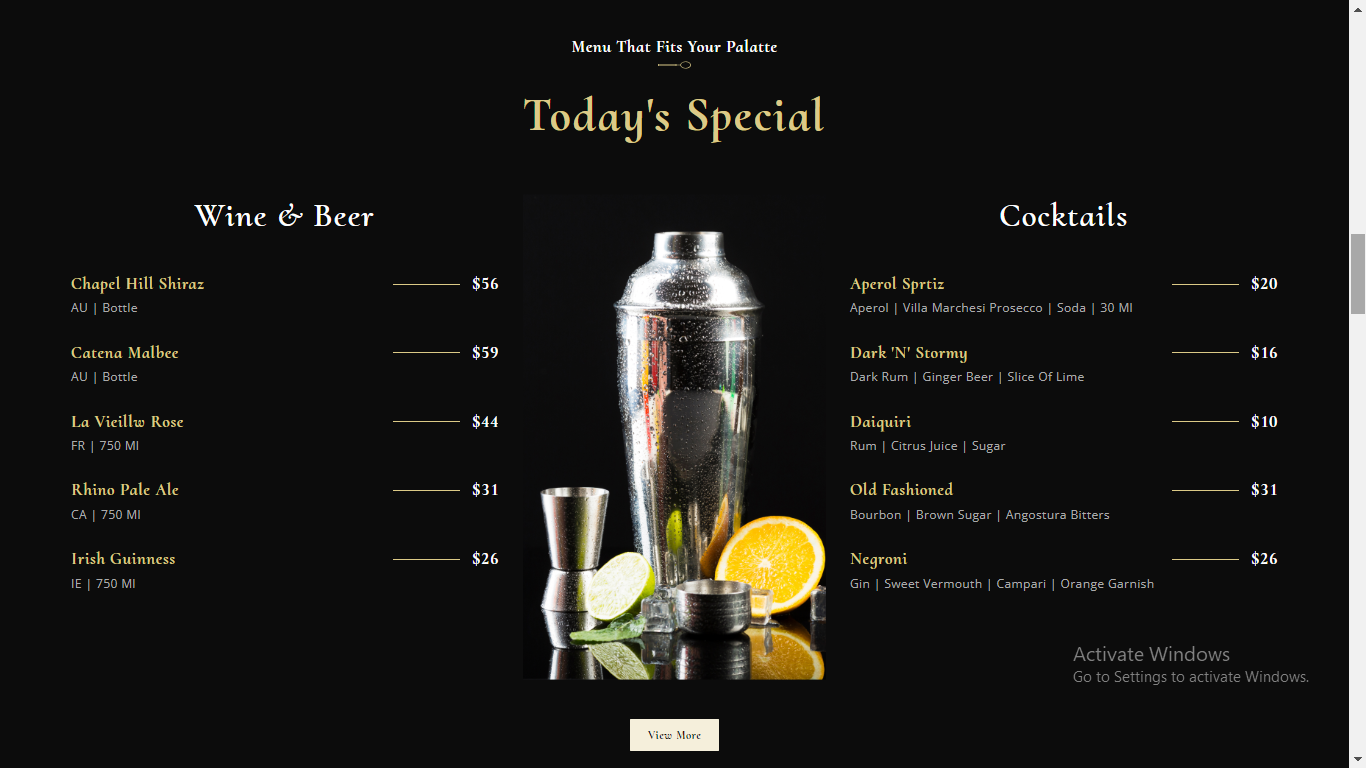 Menu That Fits Your Palatte
Today's Special
Wine & Beer
Chapel Hill Shiraz $56
AU | Bottle
Catena Malbee $59
AU | Bottle
La Vieillw Rose $44
FR | 750 Ml
Rhino Pale Ale $31
CA | 750 Ml
Irish Guinness $26
IE | 750 Ml
Cocktails
Aperol Sprtiz $20
Aperol | Villa Marchesi Prosecco | Soda | 30 Ml
Dark 'N' Stormy $16
Dark Rum | Ginger Beer | Slice Of Lime
Daiquiri $10
Rum | Citrus Juice | Sugar
Old Fashioned $31
Bourbon | Brown Sugar | Angostura Bitters
Negroni $26
Gin | Sweet Vermouth | Campari | Orange Garnish
Activate Windows
Go to Settings to activate Windows.
View More